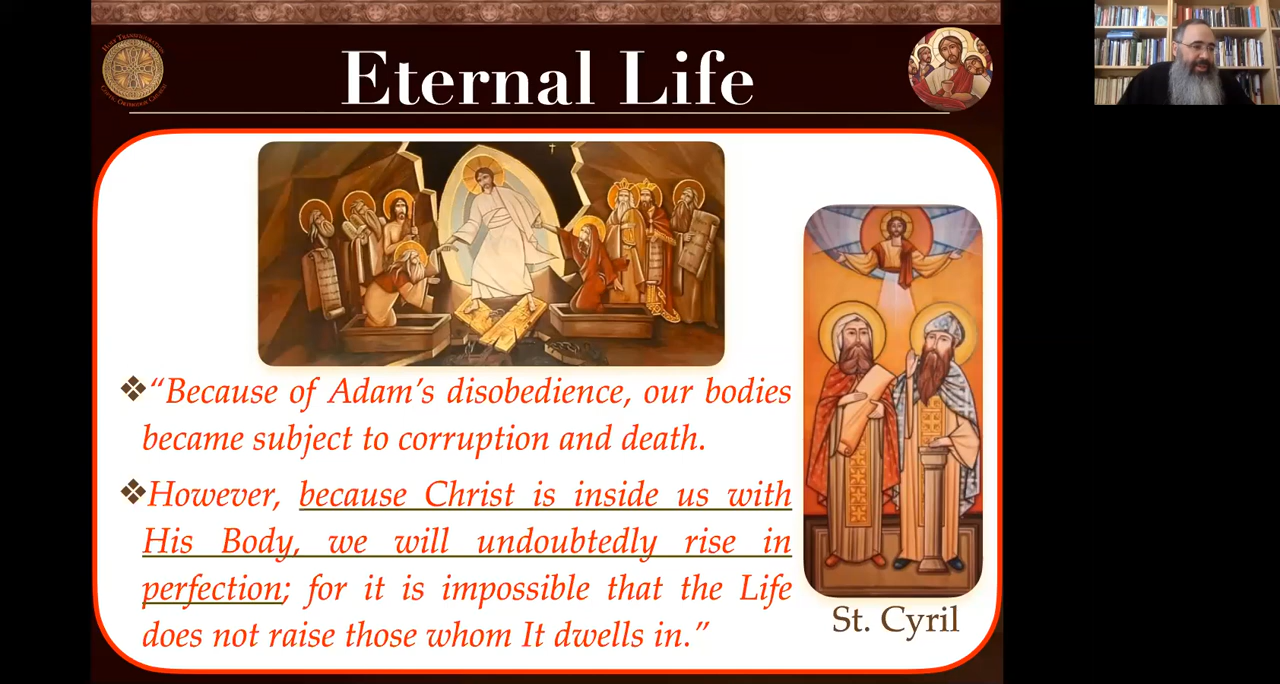 Eternal Life
“Because of Adam’s disobedience, our bodies
became subject to corruption and death.
However, because Christ is inside us with
His Body, we will undoubtedly rise in
perfection; for it is impossible that the Life
does not raise those whom It dwells in.”
St. Cyril